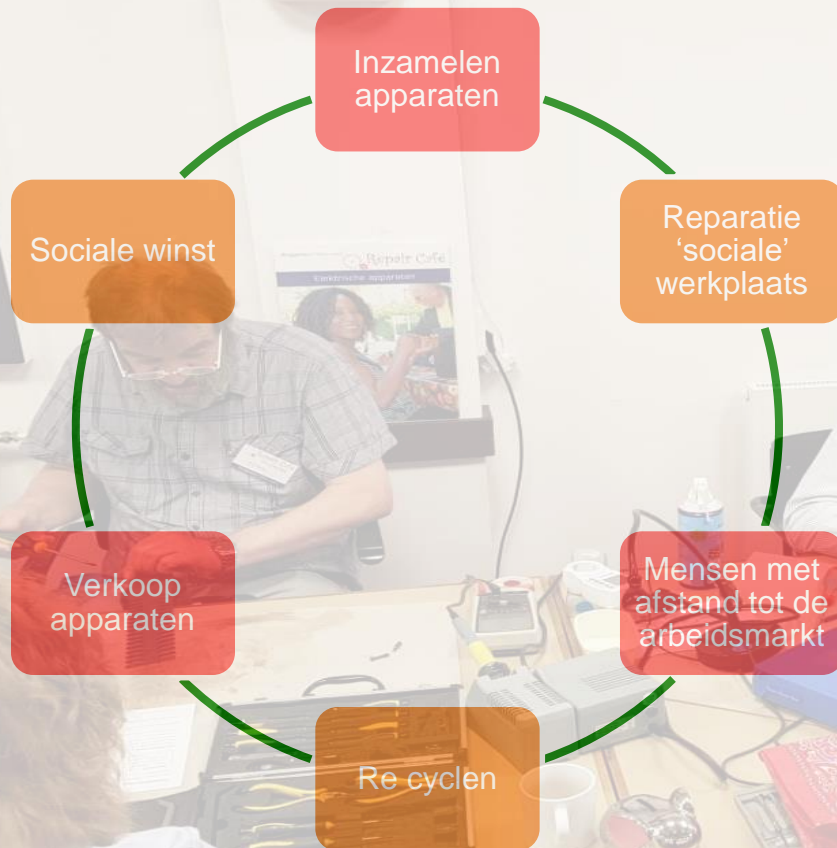 Inzamelen
apparaten
Reparatie
‘sociale’
werkplaats
Mensen met
afstand tot de
arbeidsmarkt
Re cyclen
Verkoop
apparaten
Sociale winst
Repair Café
Elektrische apparaten